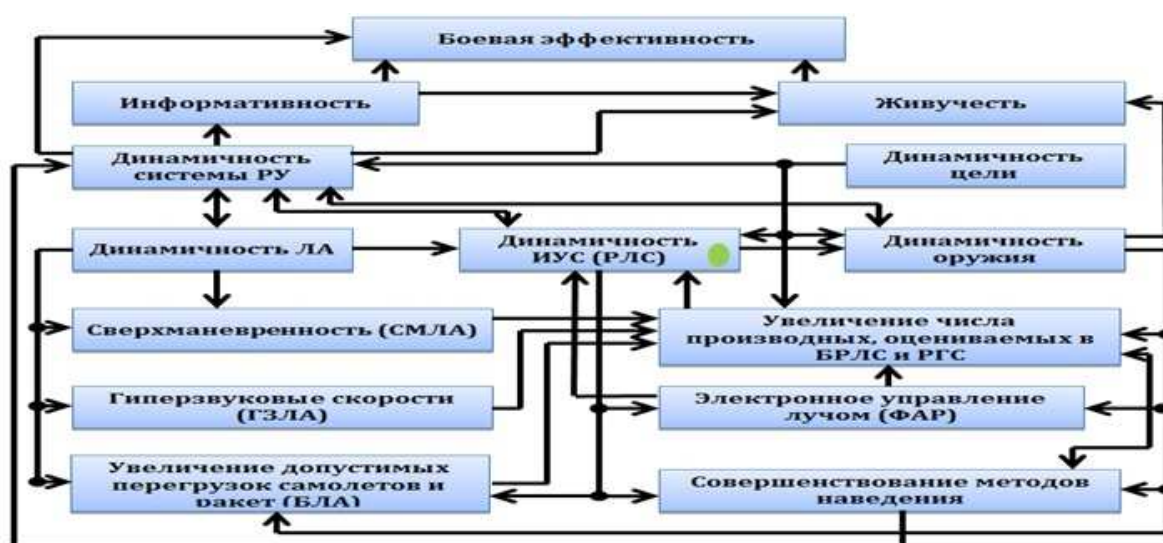 Боевая эффективность
Информативность
Живучесть
Динамичность
системы РУ
Динамичность
цели
Динамичность ЛА
Динамичность
ИУС (РЛС)
Динамичность
оружия
Сверхманевренность (СМЛА)
Увеличение числа
производных, оцениваемых в
БРЛС и РГС
Гиперзвуковые скорости
(ГЗЛА)
Электронное управление
лучом (ФАР)
Увеличение допустимых
перегрузок самолетов и
ракет (БЛА)
Совершенствование методов
наведения